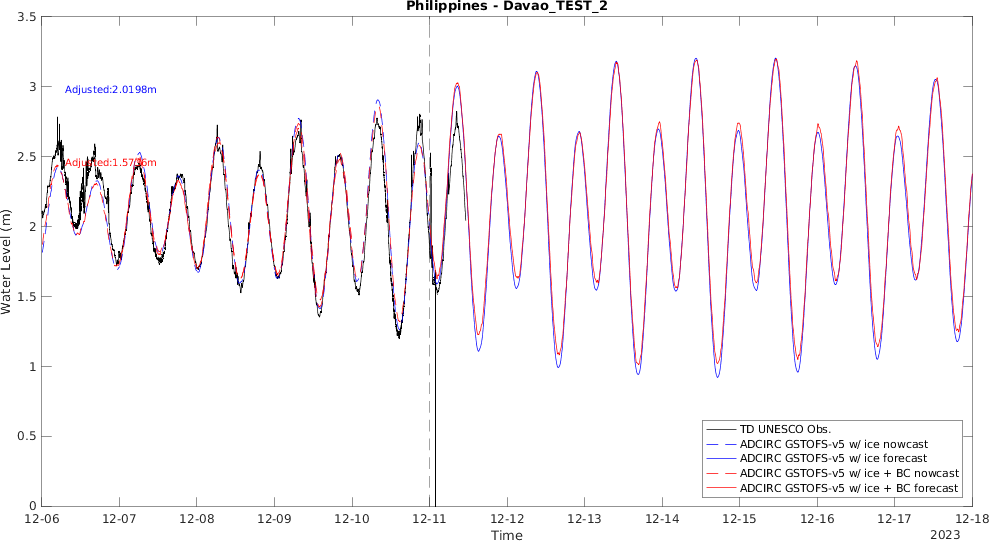 Philippines - Davao_TEST_2
3.5
3
2.5
2
1.5
1
0.5
0
Water Level (m)
Adjusted:2.0198m
Adjusted:1.5736m
TD UNESCO Obs.
ADCIRC GSTOFS-v5 w/ ice nowcast
ADCIRC GSTOFS-v5 w/ ice forecast
ADCIRC GSTOFS-v5 w/ ice + BC nowcast
ADCIRC GSTOFS-v5 w/ ice + BC forecast
12-06 12-07 12-08 12-09 12-10 12-11 12-12 12-13 12-14 12-15 12-16 12-17 12-18
Time
2023